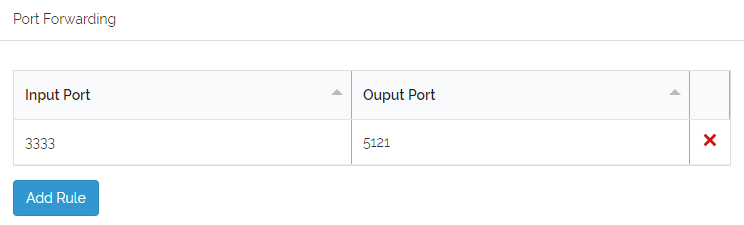 Port Forwarding
Input Port Ouput Port
3333 5121
Add Rule